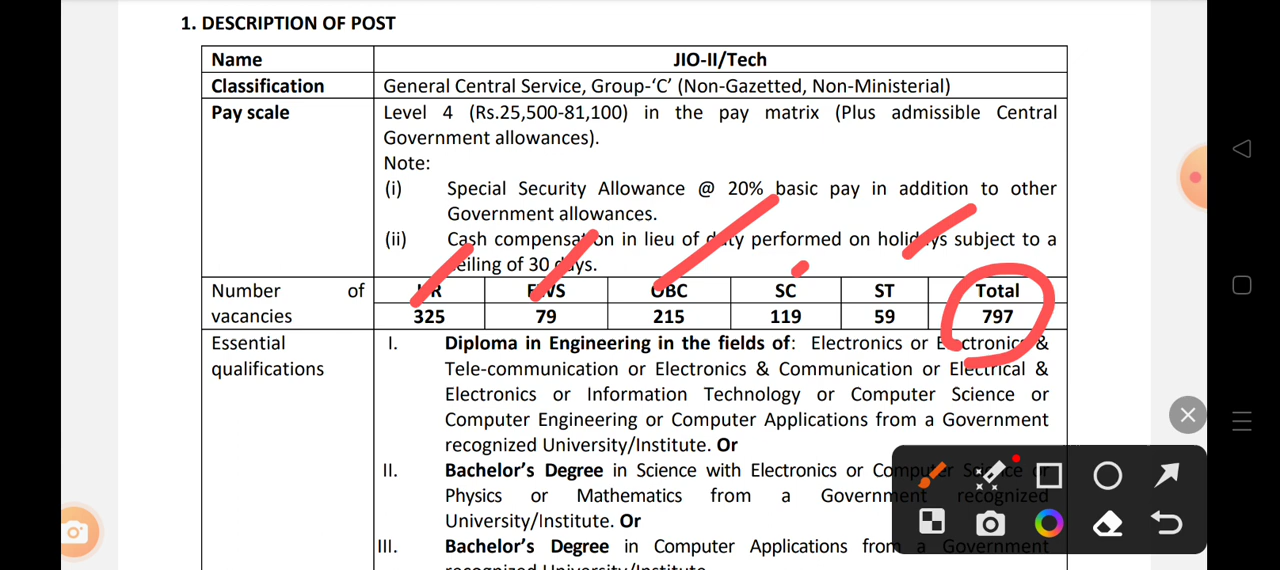 1. DESCRIPTION OF POST
Name JIO-II/Tech
Classification General Central Service, Group-‘C’ (Non-Gazetted, Non-Ministerial)
Pay scale Level 4 (Rs.25,500-81,100) in the pay matrix (Plus admissible Central
Government allowances).
Note:
(i) Special Security Allowance @ 20% basic pay in addition to other
Government allowances.
(ii) Cash compensation in lieu of duty performed on holidays subject to a
ceiling of 30 days.
Number of UR EWS OBC SC ST Total
vacancies 325 79 215 119 59 797
Essential I. Diploma in Engineering in the fields of: Electronics or Electronics &
qualifications Tele-communication or Electronics & Communication or Electrical &
Electronics or Information Technology or Computer Science or
Computer Engineering or Computer Applications from a Government
recognized University/Institute. Or
II. Bachelor’s Degree in Science with Electronics or Computer Science or
Physics or Mathematics from a Government recognized
University/Institute. Or
III. Bachelor’s Degree in Computer Applications from a Government
recognized University/Institute.